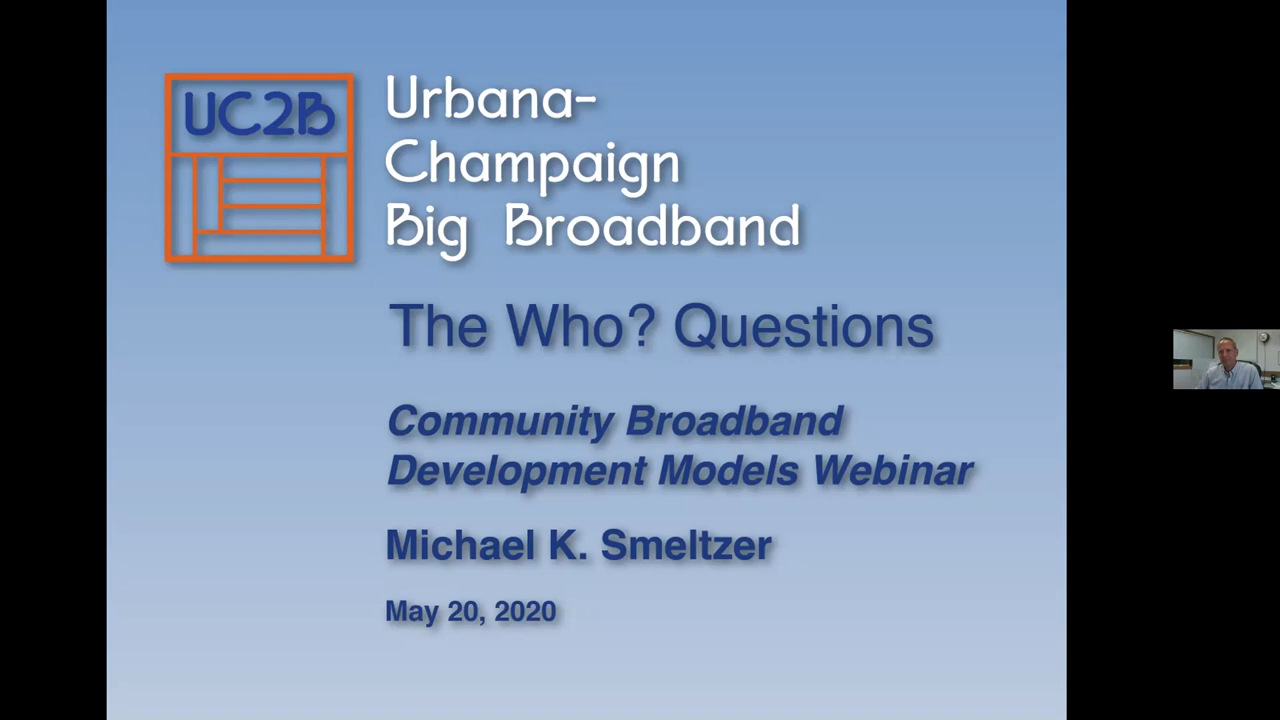 UC2B
Urbana-
Champaign
Big Broadband
The Who? Questions
Community Broadband
Development Models Webinar
Michael K. Smeltzer
May 20, 2020